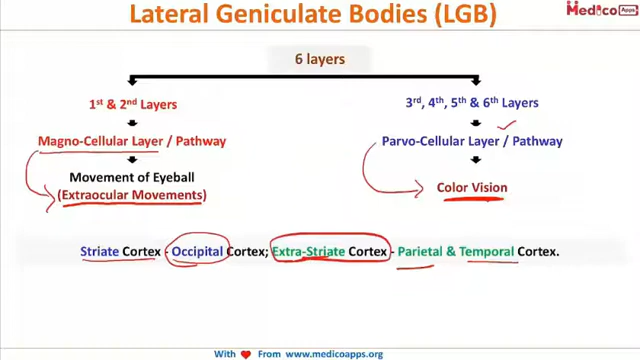 Lateral Geniculate Bodies (LGB)
Medico Apps
6 layers
1st & 2nd Layers
3rd, 4th, 5th & 6th Layers
Magno-Cellular Layer / Pathway
Parvo-Cellular Layer / Pathway
Movement of Eyeball
(Extraocular Movements)
Color Vision
Striate Cortex - Occipital Cortex; Extra-Striate Cortex - Parietal & Temporal Cortex.
With From www.medicoapps.org